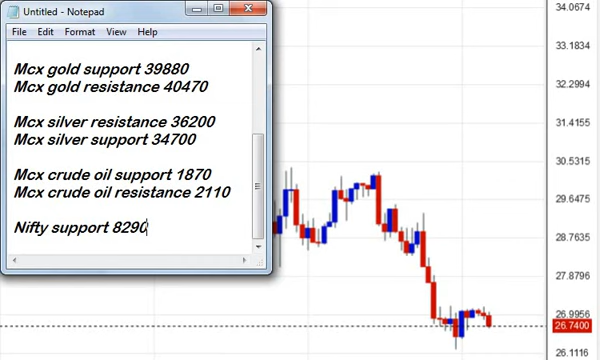 Untitled - Notepad
File Edit Format View Help
Mcx gold support 39880
Mcx gold resistance 40470
Mcx silver resistance 36200
Mcx silver support 34700
Mcx crude oil support 1870
Mcx crude oil resistance 2110
Nifty support 8290
34.0674
33.1834
32.2994
31.4155
30.5315
29.6475
28.7635
27.8796
26.9956
26.7400
26.1116